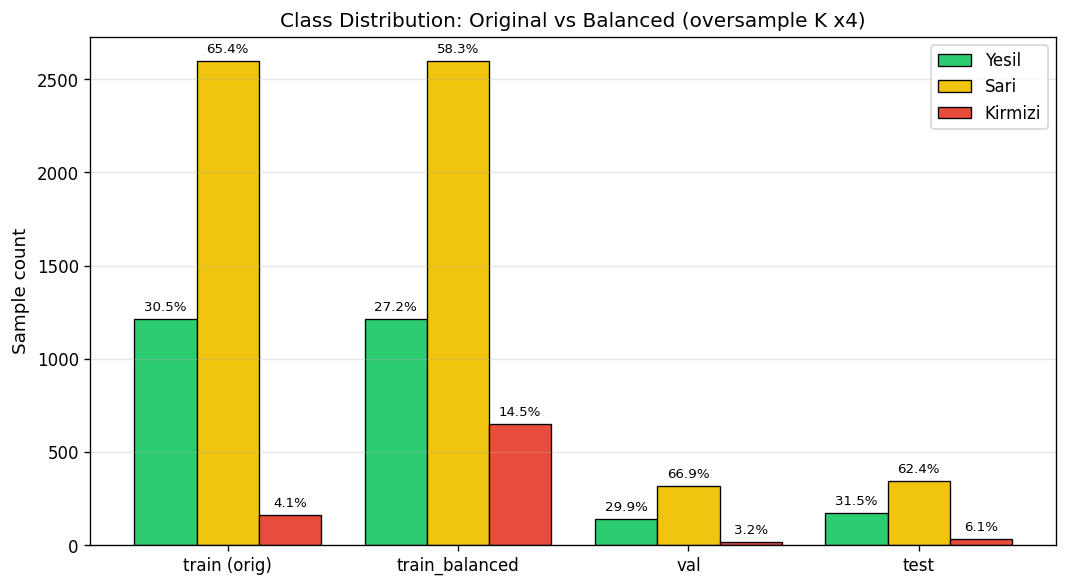 Class Distribution: Original vs Balanced (oversample K x4)
Yesil
Sari
Kirmizi
Sample count
2500
2000
1500
1000
500
0
65.4%
58.3%
30.5%
27.2%
14.5%
4.1%
29.9%
66.9%
3.2%
31.5%
62.4%
6.1%
train (orig)
train_balanced
val
test